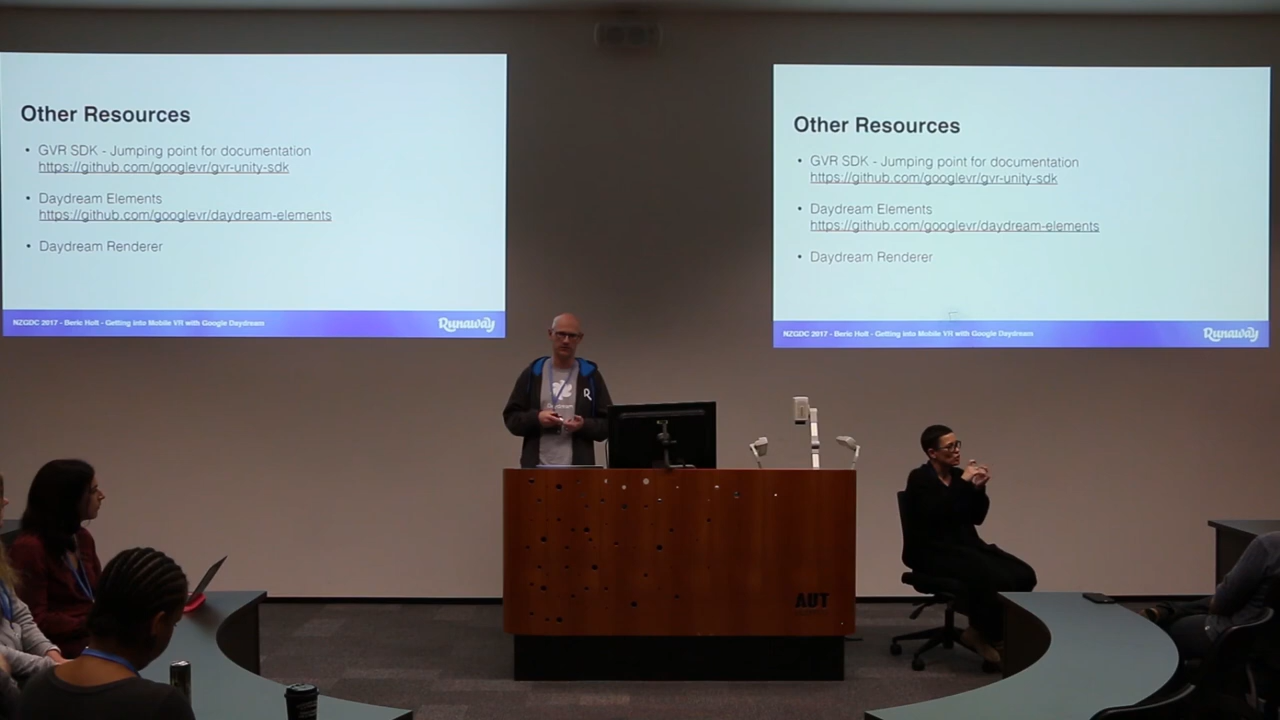 Other Resources
• GVR SDK - Jumping point for documentation
https://github.com/googlevr/gvr-unity-sdk
• Daydream Elements
https://github.com/googlevr/daydream-elements
• Daydream Renderer
NZGDC 2017 - Beric Holt - Getting into Mobile VR with Google Daydream
Runaway
Other Resources
• GVR SDK - Jumping point for documentation
https://github.com/googlevr/gvr-unity-sdk
• Daydream Elements
https://github.com/googlevr/daydream-elements
• Daydream Renderer
NZGDC 2017 - Beric Holt - Getting into Mobile VR with Google Daydream
Runaway
R
AUT